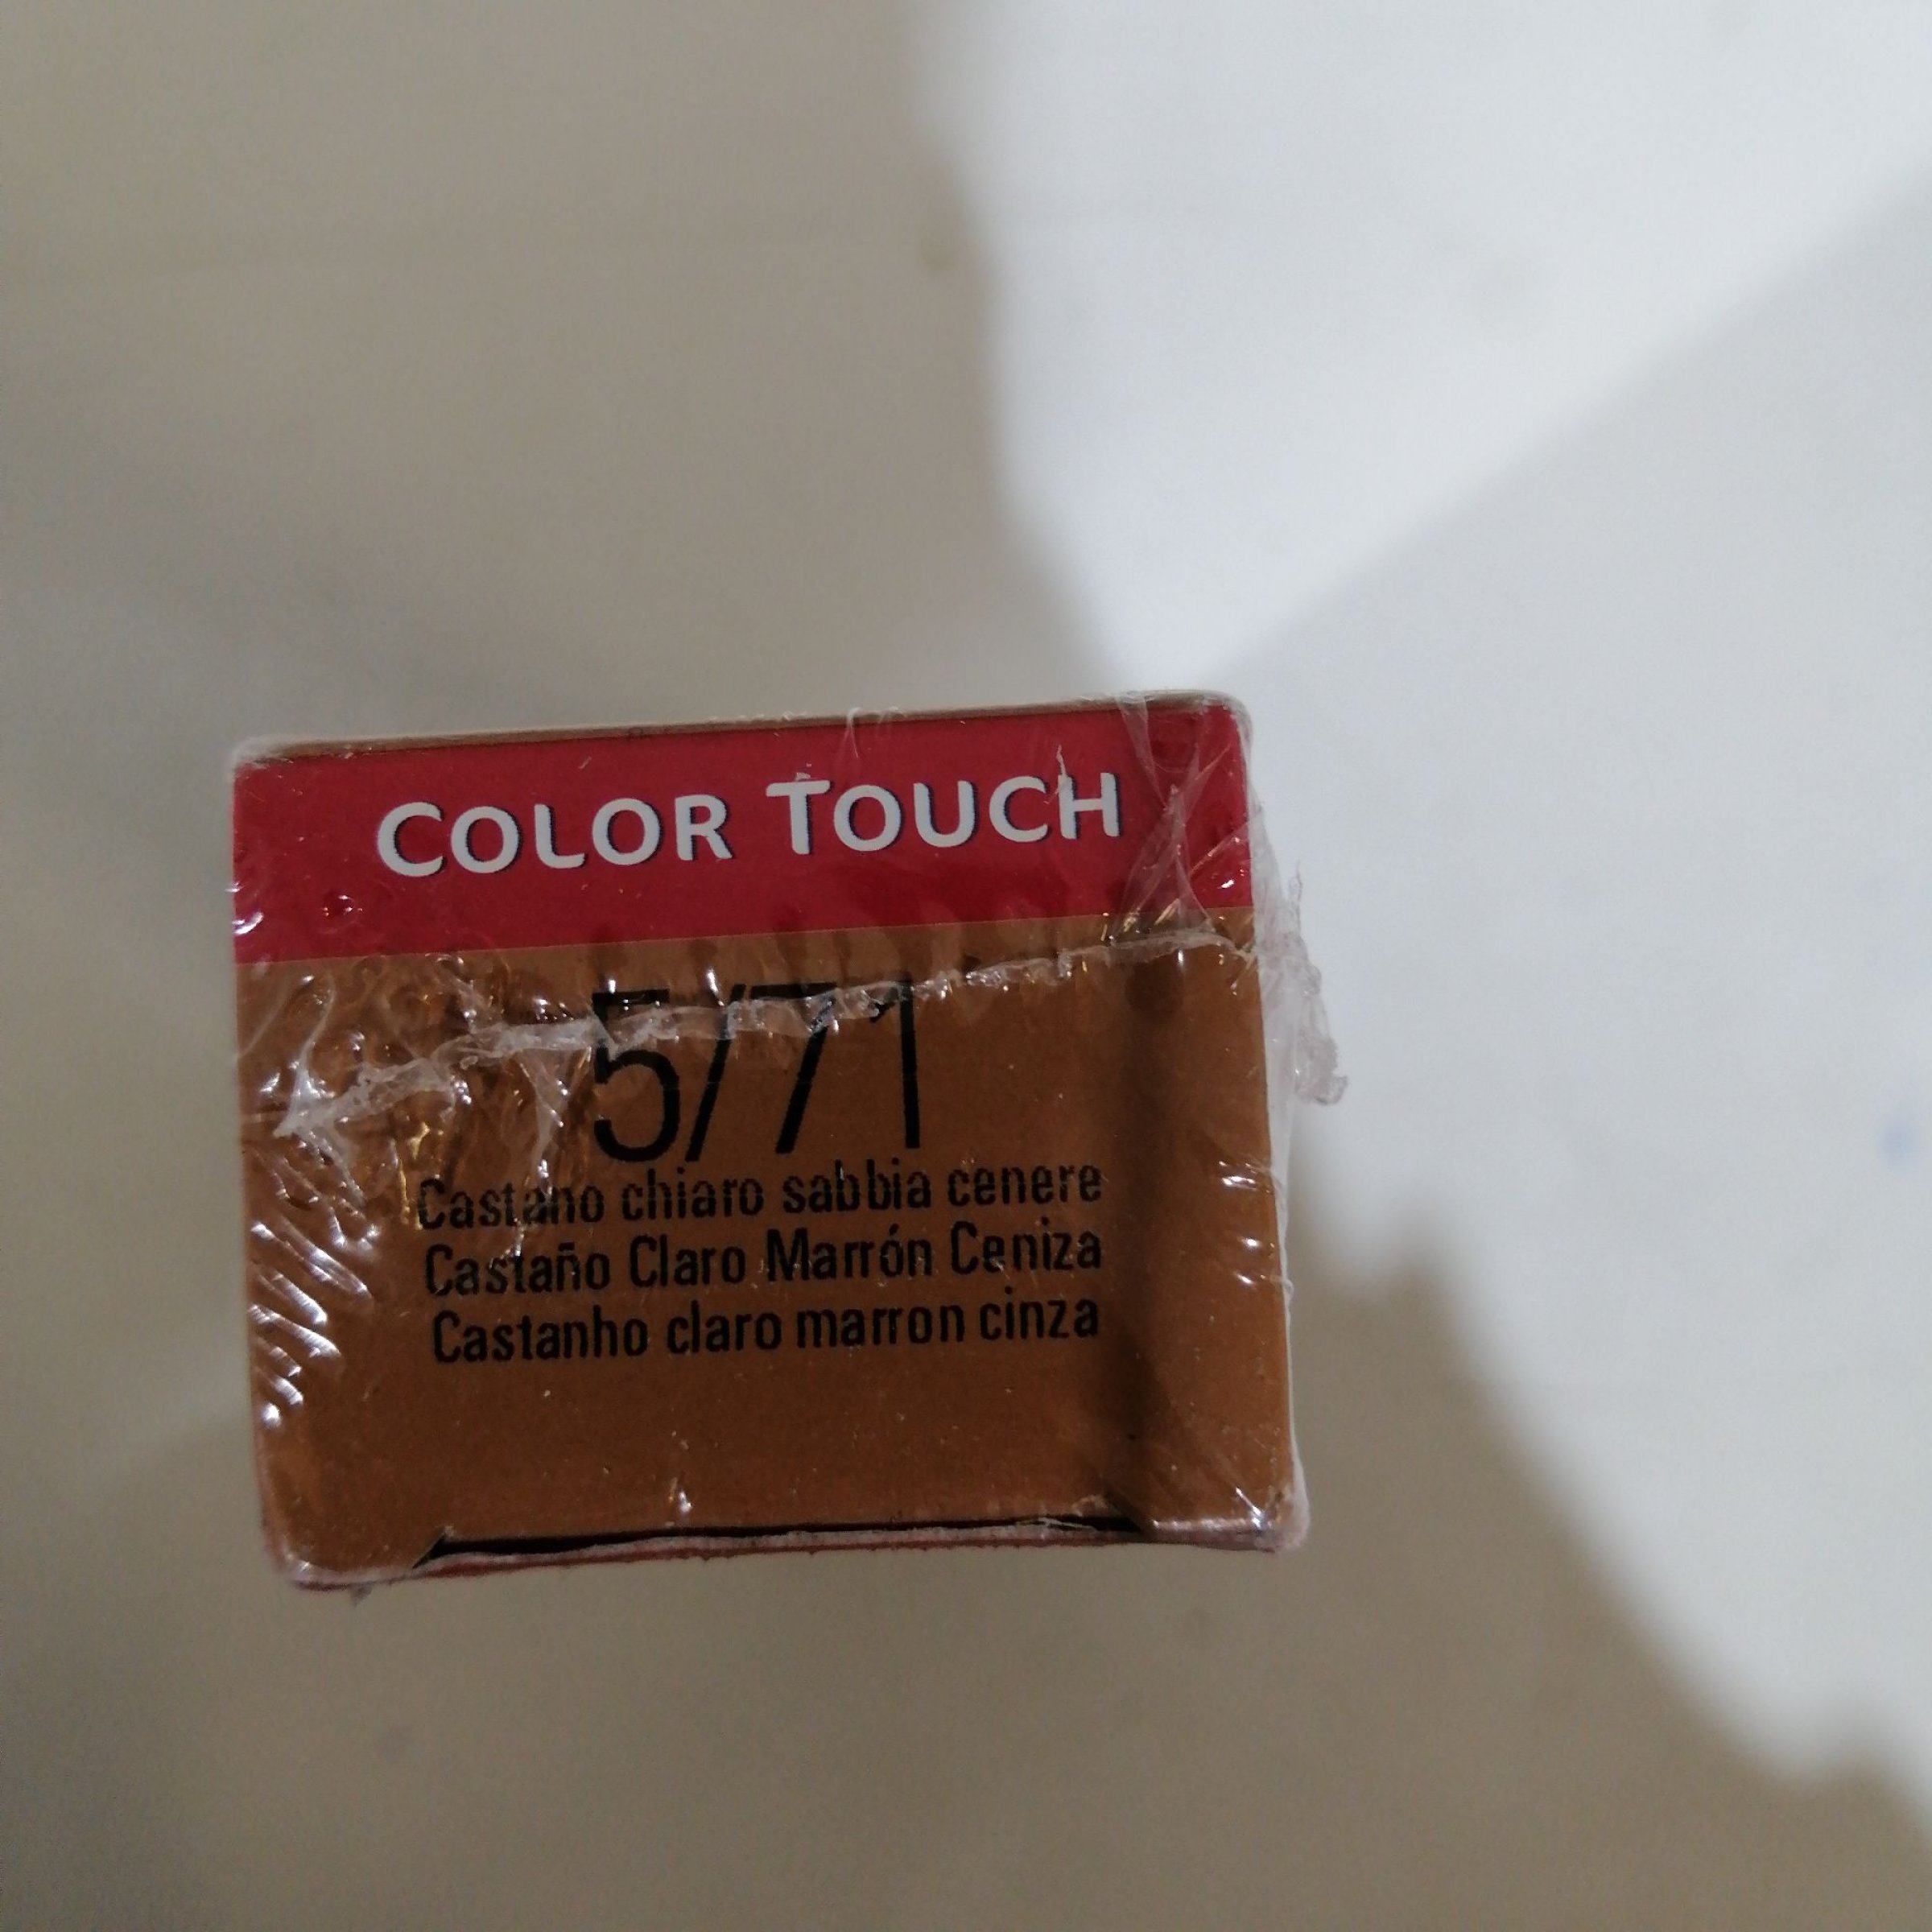 COLOR TOUCH
5/71
Castano chiaro sabbia cenere
Castaño Claro Marrón Ceniza
Castanho claro marron cinza